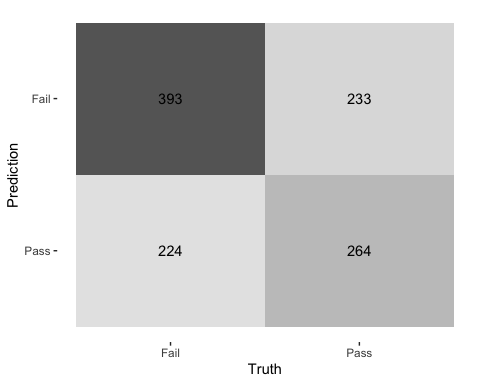 Prediction
Fail
393
233
Pass
224
264
Fail
Pass
Truth